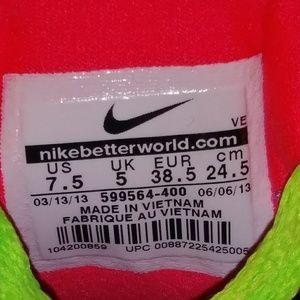 VE
nikebetterworld.com
US UK EUR cm
7.5 5 38.5 24.5
03/13/13 599564-400 06/06/13
MADE IN VIETNAM
FABRIQUE AU VIETNAM
104200859 UPC 00887225425005